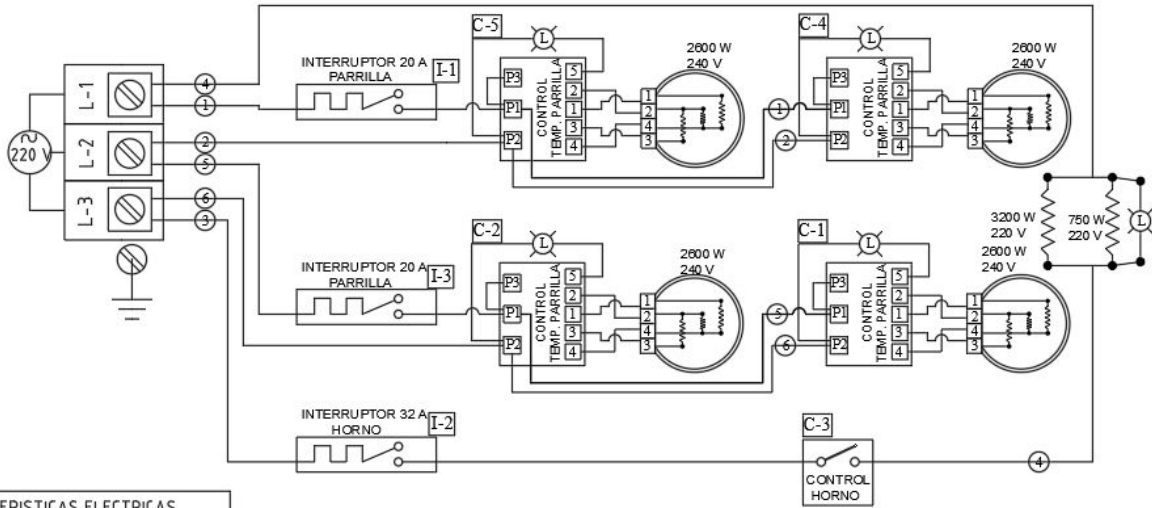 C-5
L
C-4
L
INTERRUPTOR 20 A
PARRILLA
I-1
2600 W
240 V
2600 W
240 V
L-1
4
1
P3
P1
P2
CONTROL
TEMP. PARRILLA
5
2
1
3
4
1
2
4
3
1
2
P3
P1
P2
CONTROL
TEMP. PARRILLA
5
2
1
3
4
1
2
4
3
220 V
L-2
2
5
L-3
6
3
3200 W
220 V
750 W
220 V
L
C-2
L
C-1
L
2600 W
240 V
2600 W
240 V
INTERRUPTOR 20 A
PARRILLA
I-3
P3
P1
P2
CONTROL
TEMP. PARRILLA
5
2
1
3
4
1
2
4
3
5
6
P3
P1
P2
CONTROL
TEMP. PARRILLA
5
2
1
3
4
1
2
4
3
INTERRUPTOR 32 A
HORNO
I-2
C-3
CONTROL
HORNO
4